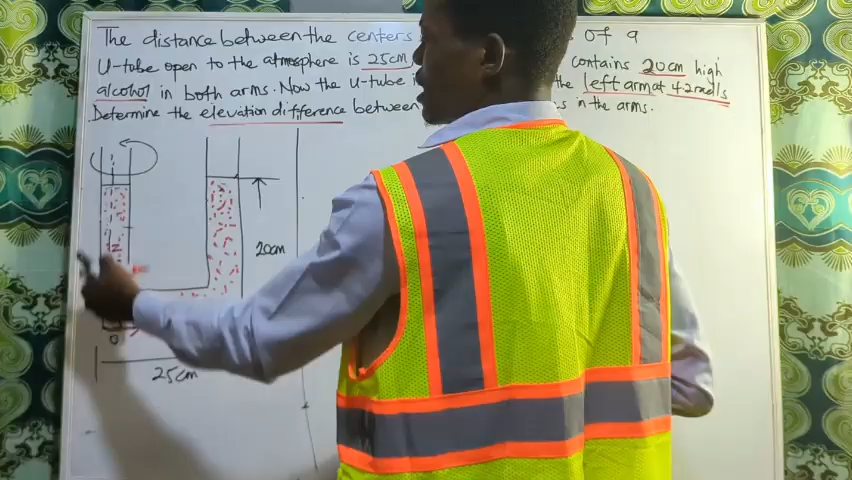 The distance between the centers of a
U-tube open to the atmosphere is 25cm contains 20cm high
alcohol in both arms. Now the U-tube the left arm at 4.2rad/s
Determine the elevation difference between in the arms.
20cm
Z
0
25cm